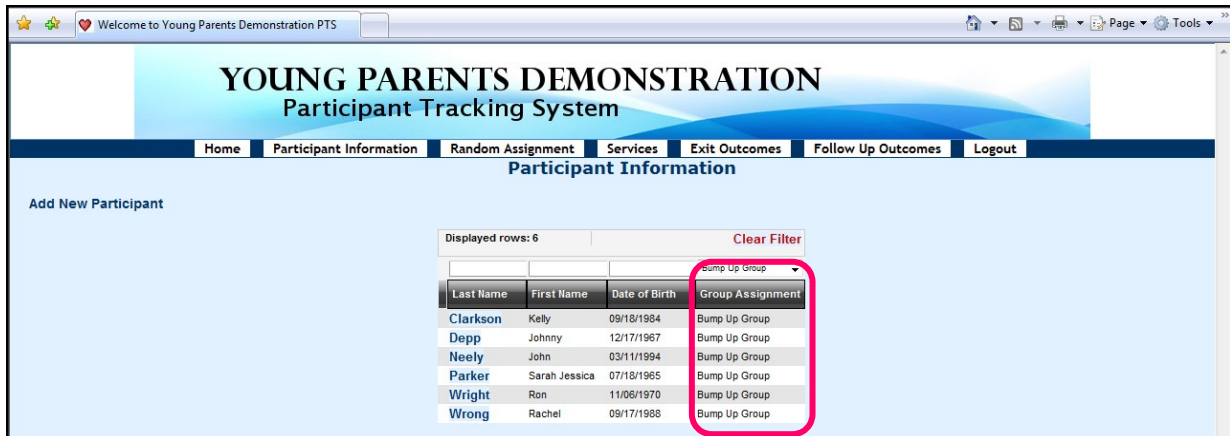 Welcome to Young Parents Demonstration PTS
Page Tools »
YOUNG PARENTS DEMONSTRATION
Participant Tracking System
Home Participant Information Random Assignment Services Exit Outcomes Follow Up Outcomes Logout
Participant Information
Add New Participant
Displayed rows: 6 Clear Filter
Bump Up Group
Last Name First Name Date of Birth Group Assignment
Clarkson Kelly 09/18/1984 Bump Up Group
Depp Johnny 12/17/1967 Bump Up Group
Neely John 03/11/1994 Bump Up Group
Parker Sarah Jessica 07/18/1965 Bump Up Group
Wright Ron 11/06/1970 Bump Up Group
Wrong Rachel 09/17/1988 Bump Up Group